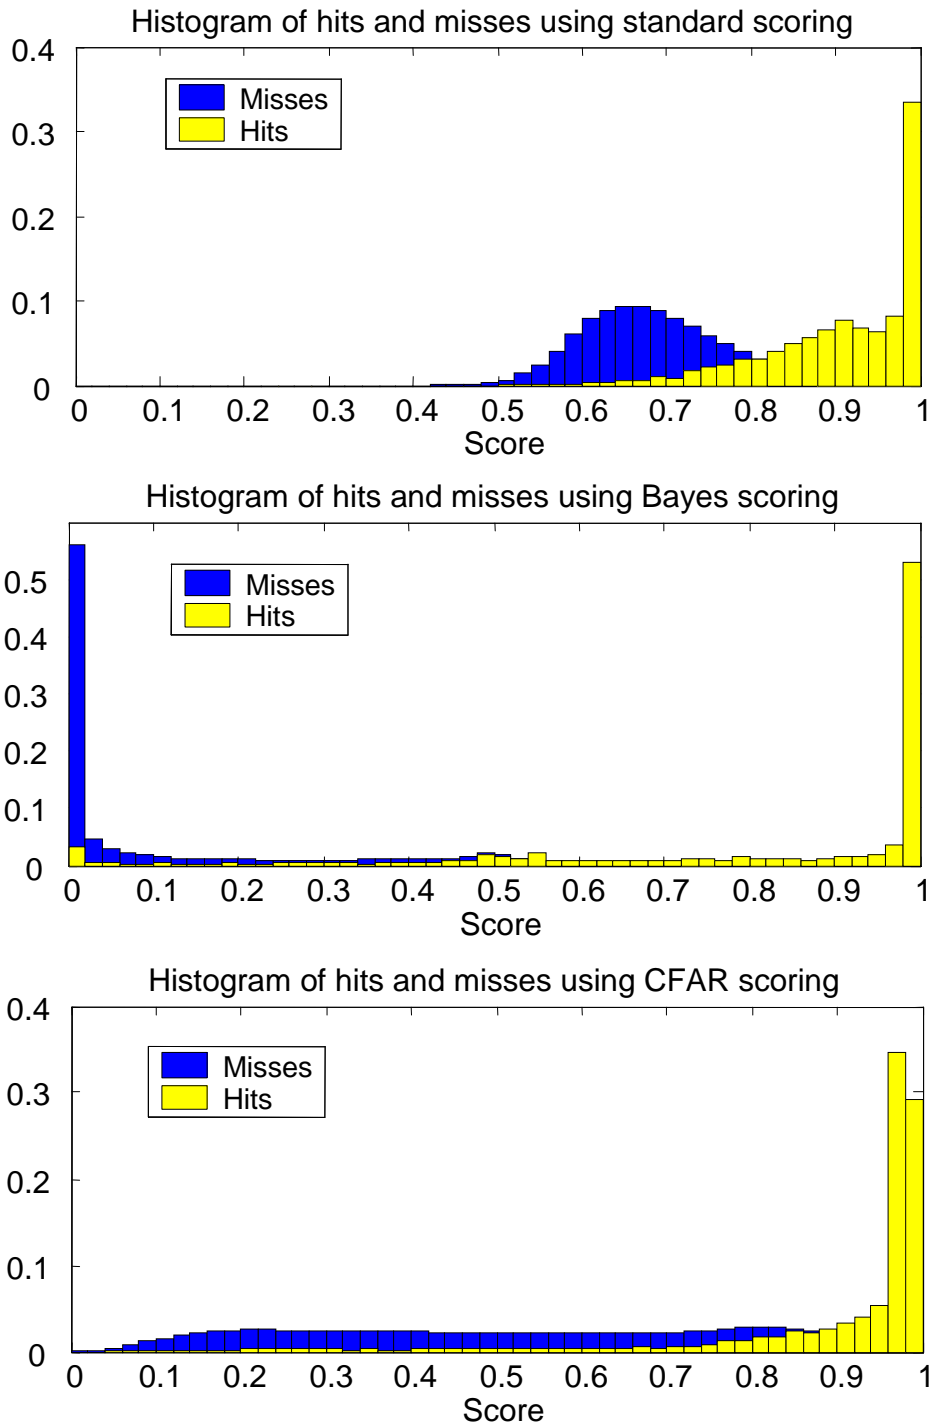 Histogram of hits and misses using standard scoring
0.4
Misses
Hits
0.3
0.2
0.1
0
0 0.1 0.2 0.3 0.4 0.5 0.6 0.7 0.8 0.9 1
Score
Histogram of hits and misses using Bayes scoring
Misses
Hits
0.5
0.4
0.3
0.2
0.1
0
0 0.1 0.2 0.3 0.4 0.5 0.6 0.7 0.8 0.9 1
Score
Histogram of hits and misses using CFAR scoring
0.4
Misses
Hits
0.3
0.2
0.1
0
0 0.1 0.2 0.3 0.4 0.5 0.6 0.7 0.8 0.9 1
Score